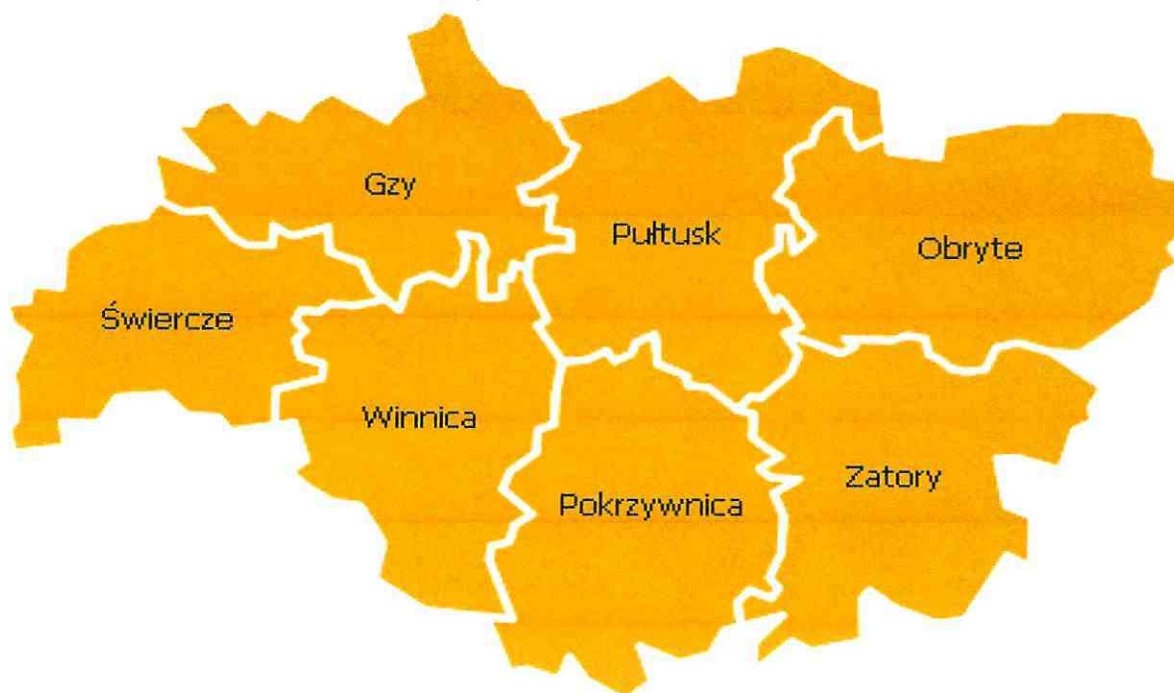 Gzy
Pułtusk
Obryte
Świercze
Winnica
Zatory
Pokrzywnica